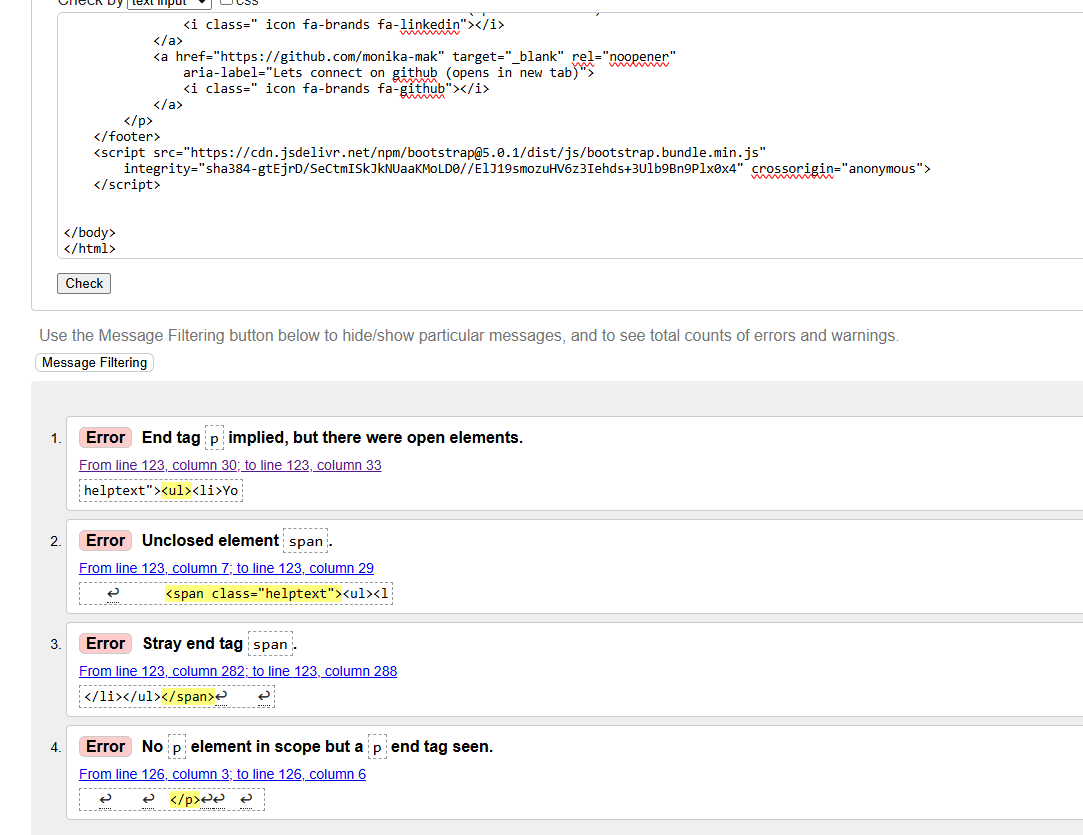 Check by text input css
<i class=" icon fa-brands fa-linkedin"></i>
</a>
<a href="https://github.com/monika-mak" target="_blank" rel="noopener"
aria-label="Lets connect on github (opens in new tab)">
<i class=" icon fa-brands fa-github"></i>
</a>
</p>
</footer>
<script src="https://cdn.jsdelivr.net/npm/bootstrap@5.0.1/dist/js/bootstrap.bundle.min.js"
integrity="sha384-gtEjrD/SeCtmISkJkNUaaKMoLD0//ElJ19smozuHV6z3Iehds+3Ulb9Bn9Plx0x4" crossorigin="anonymous">
</script>
</body>
</html>
Check
Use the Message Filtering button below to hide/show particular messages, and to see total counts of errors and warnings.
Message Filtering
1. Error End tag p implied, but there were open elements.
From line 123, column 30; to line 123, column 33
helptext"><ul><li>Yo
2. Error Unclosed element span.
From line 123, column 7; to line 123, column 29
↩ <span class="helptext"><ul><l
3. Error Stray end tag span.
From line 123, column 282; to line 123, column 288
</li></ul></span>↩ ↩
4. Error No p element in scope but a p end tag seen.
From line 126, column 3; to line 126, column 6
↩ ↩ </p>↩↩ ↩